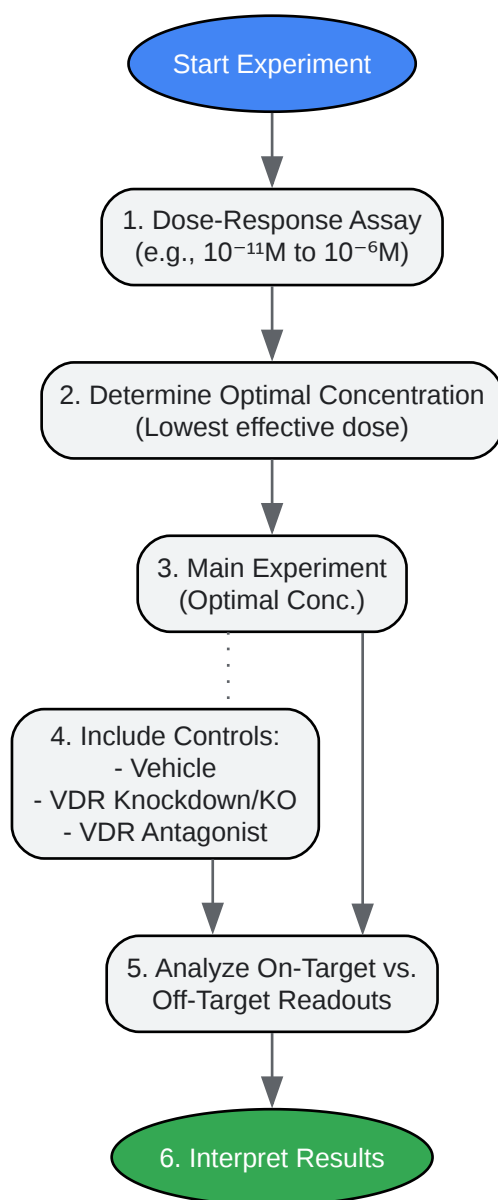 Start Experiment
1. Dose-Response Assay
(e.g., 10⁻¹¹M to 10⁻⁶M)
2. Determine Optimal Concentration
(Lowest effective dose)
3. Main Experiment
(Optimal Conc.)
4. Include Controls:
- Vehicle
- VDR Knockdown/KO
- VDR Antagonist
5. Analyze On-Target vs.
Off-Target Readouts
6. Interpret Results